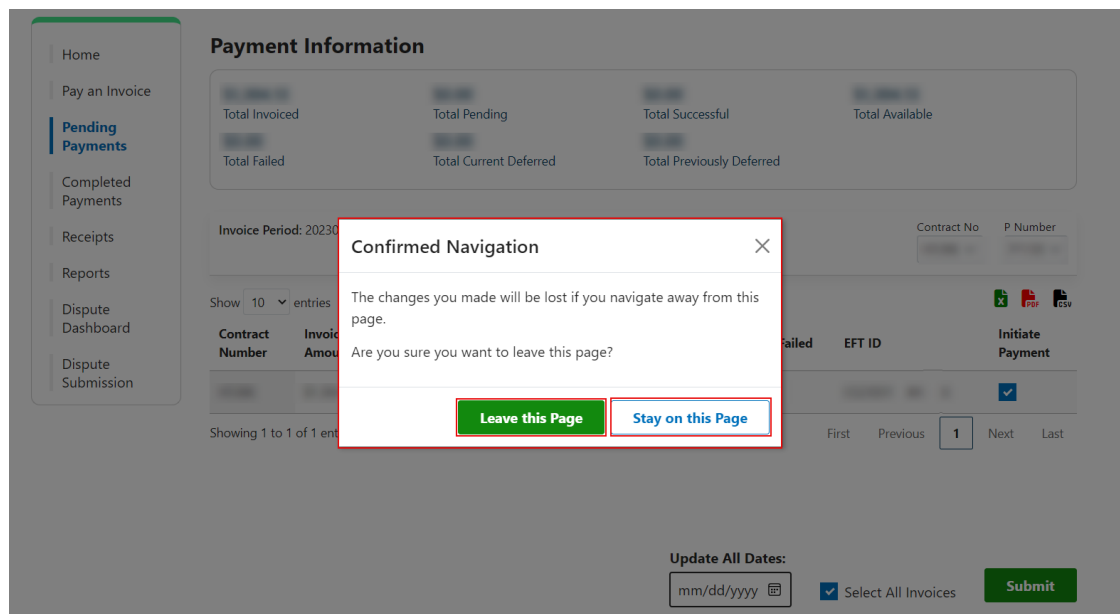 Home
Pay an Invoice
Pending
Payments
Completed
Payments
Receipts
Reports
Dispute
Dashboard
Dispute
Submission
Payment Information
Total Invoiced Total Pending Total Successful Total Available
Total Failed Total Current Deferred Total Previously Deferred
Invoice Period: 20230
Contract No P Number
Confirmed Navigation
The changes you made will be lost if you navigate away from this
page.
Are you sure you want to leave this page?
Leave this Page Stay on this Page
Show 10 entries
PDF CSV
Contract
Number
Failed EFT ID
Initiate
Payment
Showing 1 to 1 of 1
First Previous 1 Next Last
Update All Dates:
mm/dd/yyyy Select All Invoices Submit